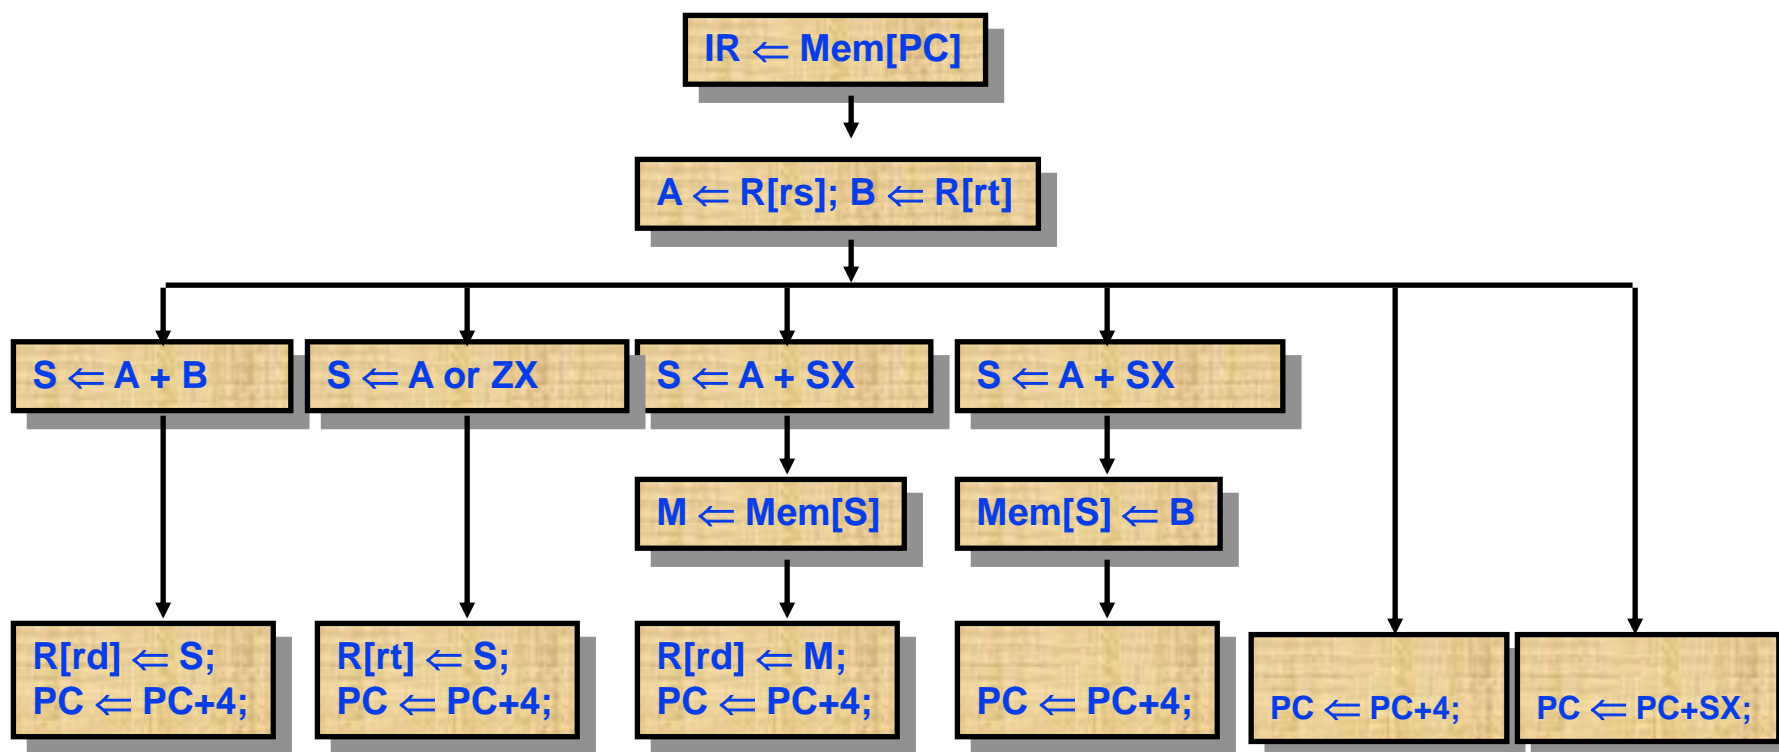 IR ⇐ Mem[PC]
A ⇐ R[rs]; B ⇐ R[rt]
S ⇐ A + B
S ⇐ A or ZX
S ⇐ A + SX
S ⇐ A + SX
M ⇐ Mem[S]
Mem[S] ⇐ B
R[rd] ⇐ S;
PC ⇐ PC+4;
R[rt] ⇐ S;
PC ⇐ PC+4;
R[rd] ⇐ M;
PC ⇐ PC+4;
PC ⇐ PC+4;
PC ⇐ PC+4;
PC ⇐ PC+SX;